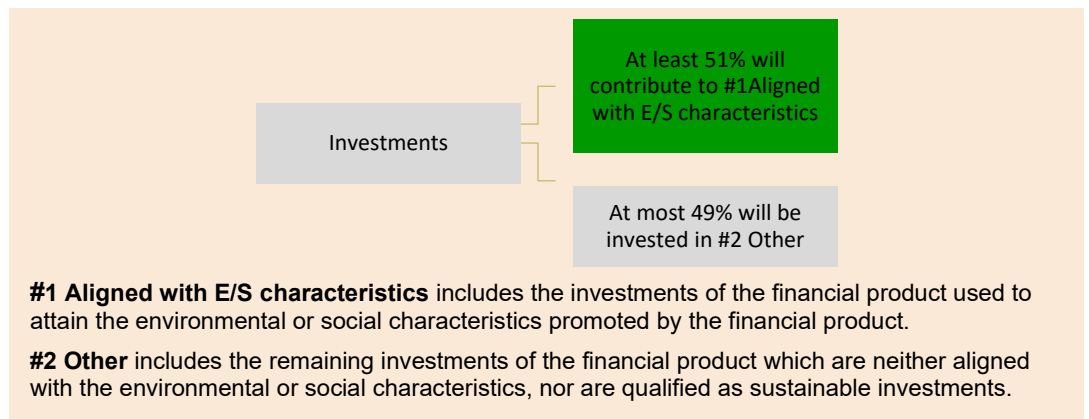 At least 51% will
contribute to #1Aligned
with E/S characteristics
Investments
At most 49% will be
invested in #2 Other
#1 Aligned with E/S characteristics includes the investments of the financial product used to
attain the environmental or social characteristics promoted by the financial product.
#2 Other includes the remaining investments of the financial product which are neither aligned
with the environmental or social characteristics, nor are qualified as sustainable investments.